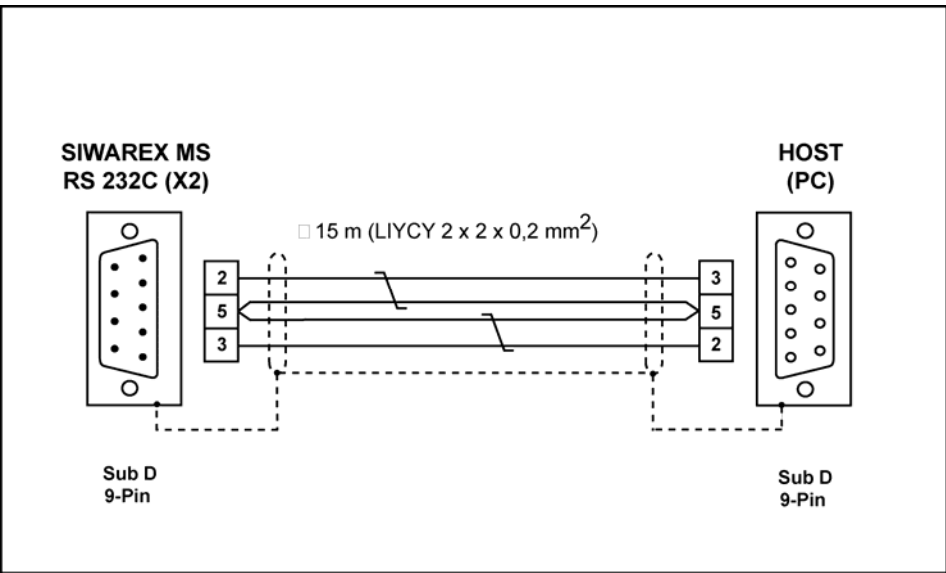 SIWAREX MS
RS 232C (X2)
HOST
(PC)
□ 15 m (LIYCY 2 x 2 x 0,2 mm²)
2
3
5
5
3
2
Sub D
9-Pin
Sub D
9-Pin